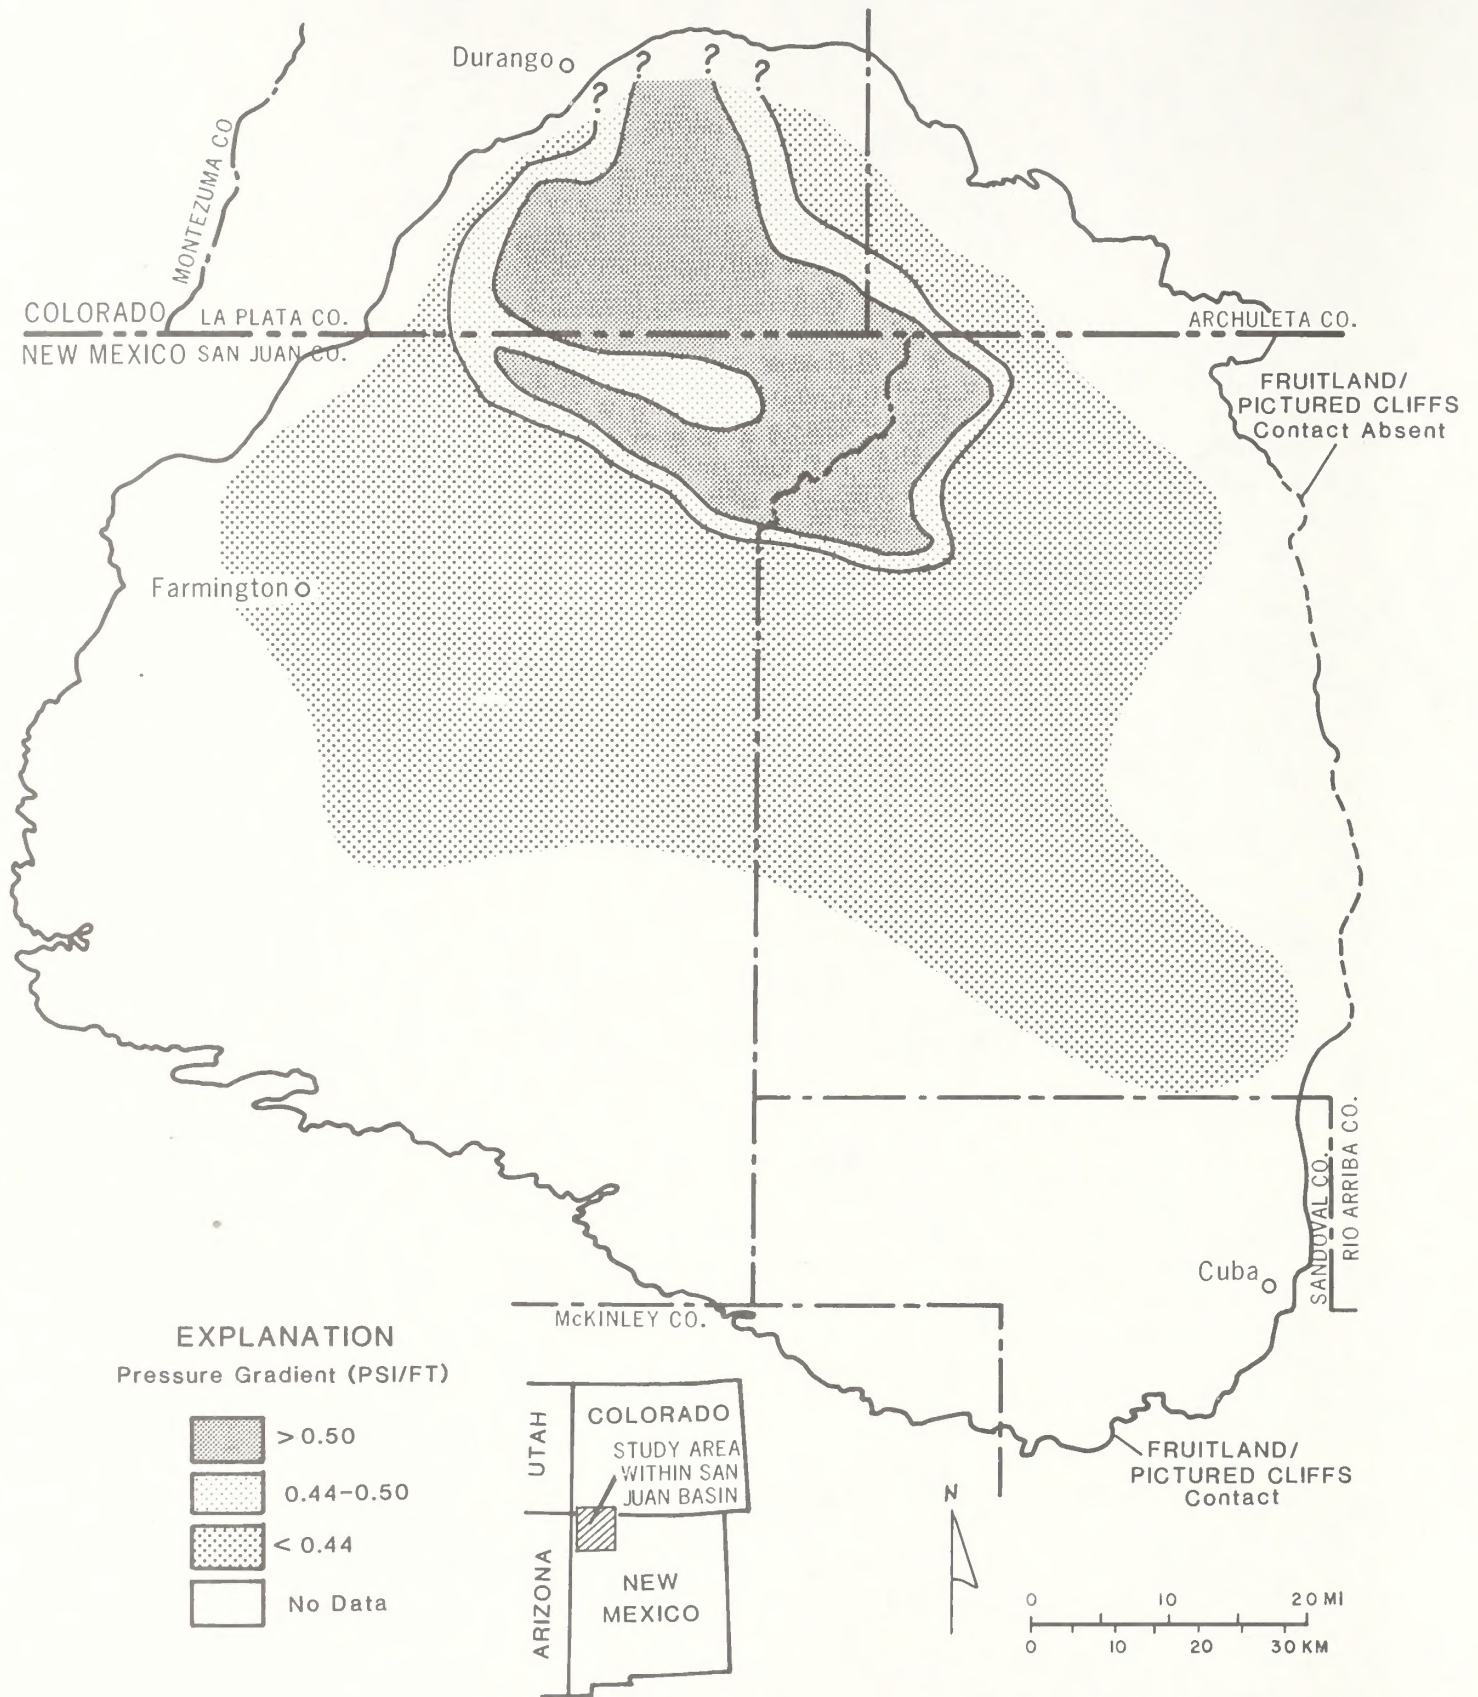 Durango
?
?
?
?
MONTEZUMA CO
COLORADO
LA PLATA CO.
ARCHULETA CO.
NEW MEXICO
SAN JUAN CO.
FRUITLAND/
PICTURED CLIFFS
Contact Absent
Farmington
SANDOVAL CO.
RIO ARRIBA CO.
Cuba
McKINLEY CO.
EXPLANATION
Pressure Gradient (PSI/FT)
> 0.50
0.44-0.50
< 0.44
No Data
UTAH
COLORADO
STUDY AREA
WITHIN SAN
JUAN BASIN
ARIZONA
NEW
MEXICO
FRUITLAND/
PICTURED CLIFFS
Contact
N
0 10 20 MI
0 10 20 30 KM